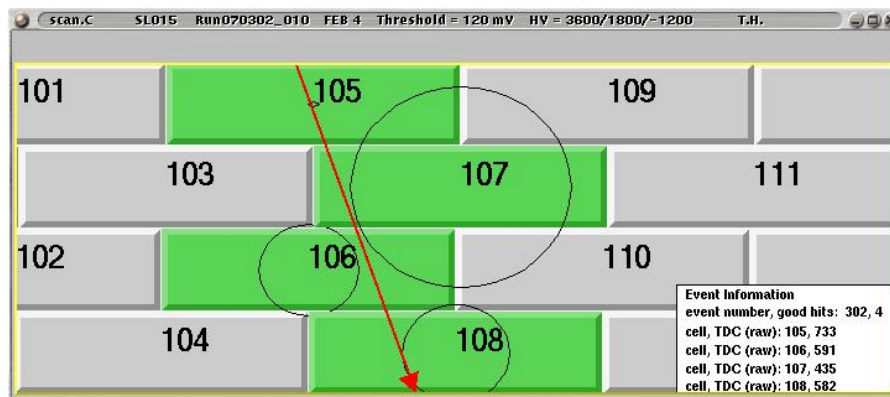 scan.C SL015 Run070302_010 FEB 4 Threshold = 120 mV HV = 3600/1800/-1200 T.H.
101 105 109
103 107 111
102 106 110
104 108
Event Information
event number, good hits: 302, 4
cell, TDC (raw): 105, 733
cell, TDC (raw): 106, 591
cell, TDC (raw): 107, 435
cell, TDC (raw): 108, 582